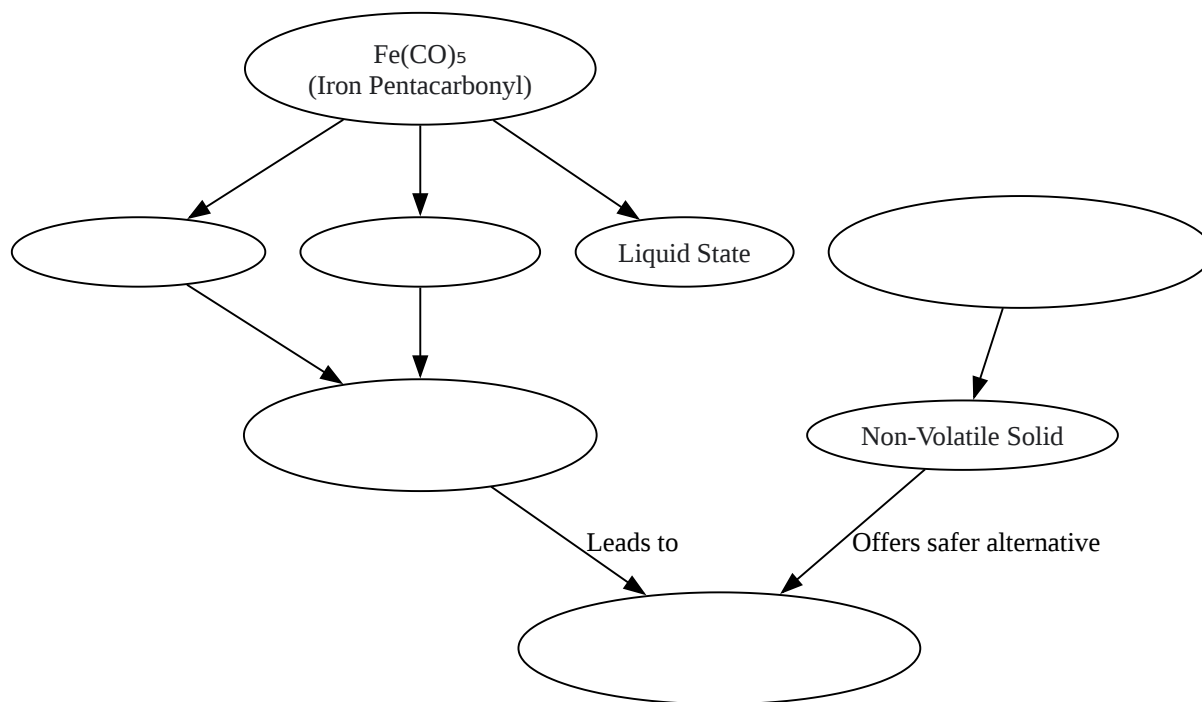 Fe(CO)₅
(Iron Pentacarbonyl)
Liquid State
Non-Volatile Solid
Leads to
Offers safer alternative